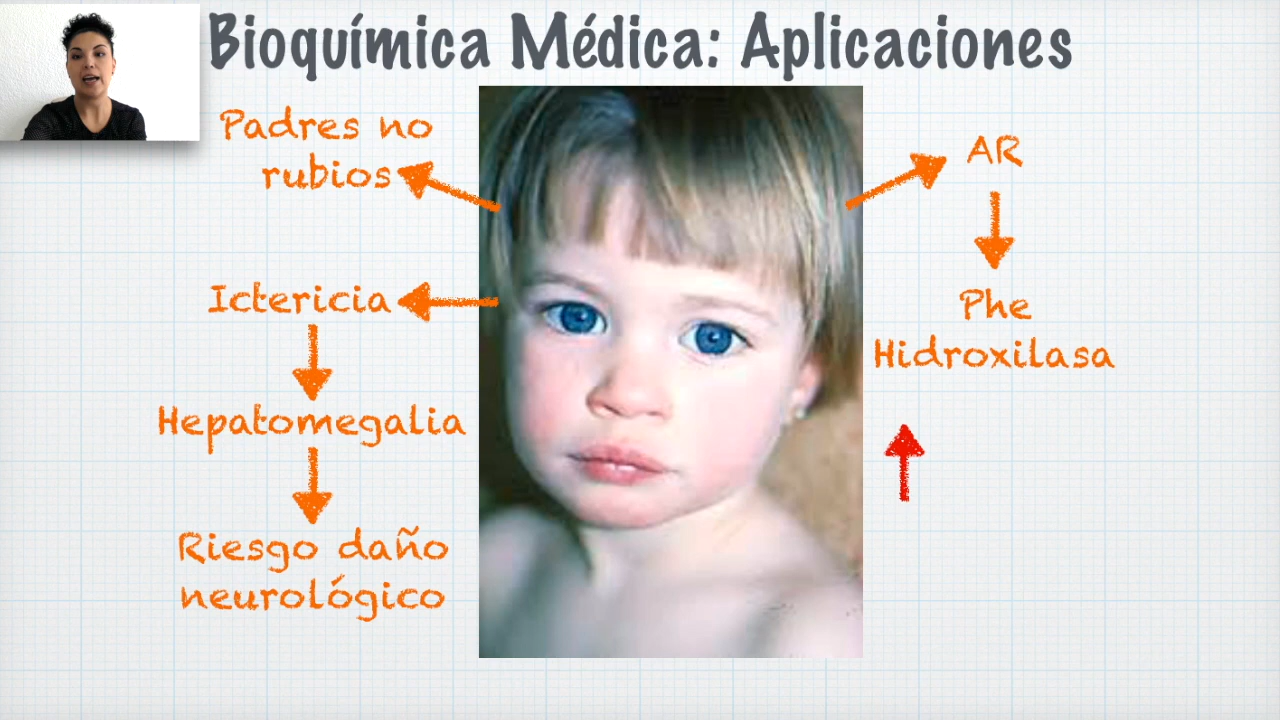 Bioquímica Médica: Aplicaciones
Padres no
rubios
Ictericia
Hepatomegalia
Riesgo daño
neurológico
AR
Phe
Hidroxilasa